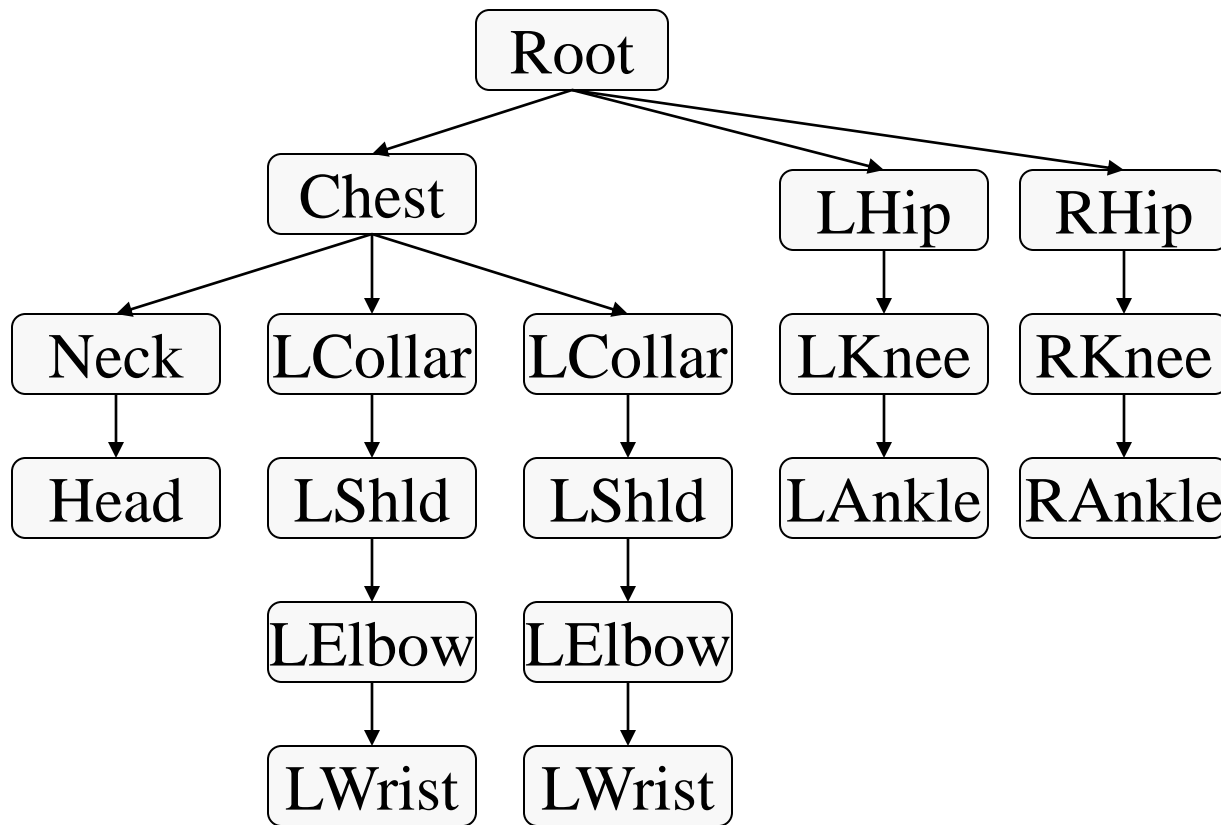 Root
Chest
LHip
RHip
Neck
LCollar
LCollar
LKnee
RKnee
Head
LShld
LShld
LAnkle
RAnkle
LElbow
LElbow
LWrist
LWrist